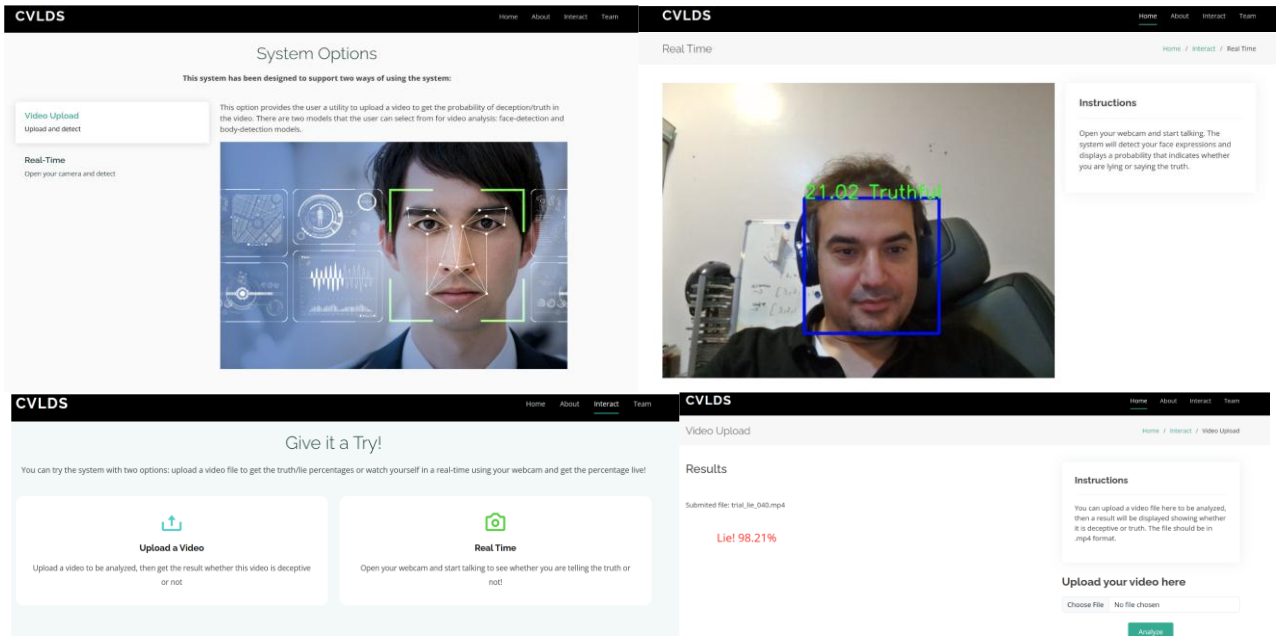 CVLDS
Home About Interact Team
System Options
This system has been designed to support two ways of using the system:
Video Upload
Upload and detect
Real-Time
Open your camera and detect
This option provides the user a utility to upload a video to get the probability of deception/truth in
the video. There are two models that the user can select from for video analysis: face-detection and
body-detection models.
CVLDS
Home About Interact Team
Real Time
Home / Interact / Real Time
21.02 Truthful
Instructions
Open your webcam and start talking. The
system will detect your face expressions and
displays a probability that indicates whether
you are lying or saying the truth.
CVLDS
Home About Interact Team
Give it a Try!
You can try the system with two options: upload a video file to get the truth/lie percentages or watch yourself in a real-time using your webcam and get the percentage live!
Upload a Video
Upload a video to be analyzed, then get the result whether this video is deceptive
or not
Real Time
Open your webcam and start talking to see whether you are telling the truth or
not!
CVLDS
Home About Interact Team
Video Upload
Home / Interact / Video Upload
Results
Submited file: trial_lie_040.mp4
Lie! 98.21%
Instructions
You can upload a video file here to be analyzed,
then a result will be displayed showing whether
it is deceptive or truth. The file should be in
.mp4 format.
Upload your video here
Choose File No file chosen
Analyze